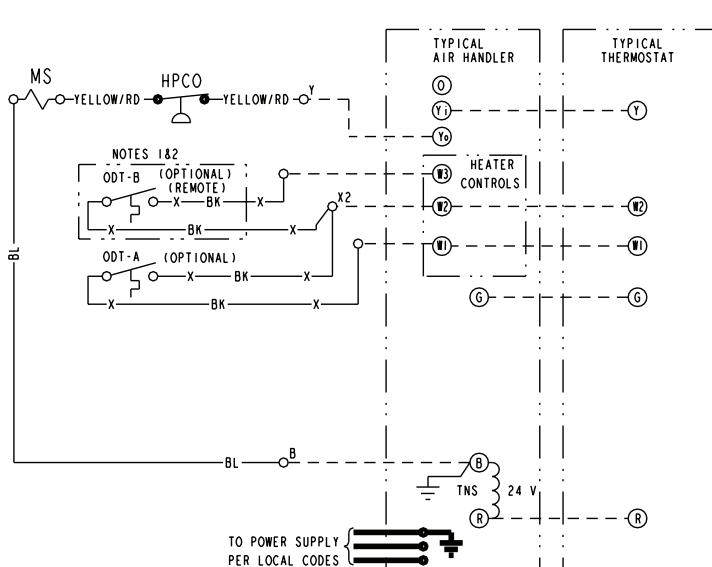 TYPICAL
AIR HANDLER
TYPICAL
THERMOSTAT
MS
YELLOW/RD
HPCO
YELLOW/RD
Y
O
Yi
Y
Yo
NOTES 1&2
ODT-B
(OPTIONAL)
(REMOTE)
X
BK
X
X
BK
X
X2
W3
HEATER
CONTROLS
W2
W2
W1
W1
ODT-A
(OPTIONAL)
X
BK
X
X
BK
X
G
G
BL
BL
B
B
TNS
24 V
R
R
TO POWER SUPPLY
PER LOCAL CODES